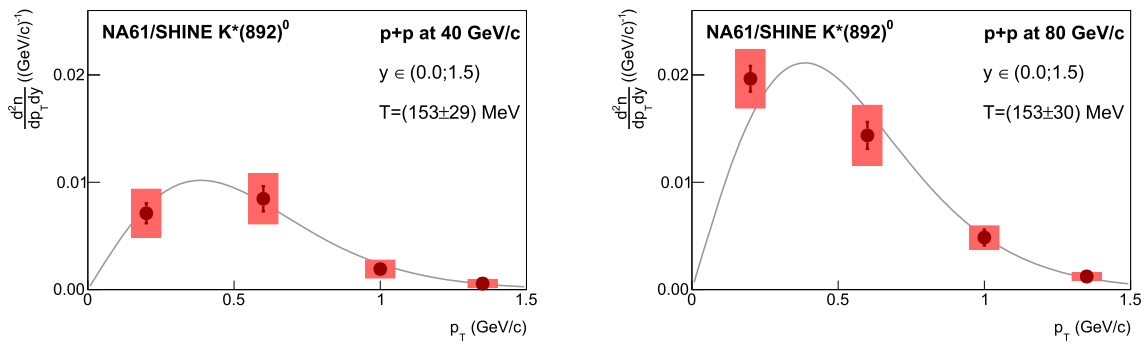 NA61/SHINE K*(892)⁰
p+p at 40 GeV/c
y ∈ (0.0;1.5)
T=(153±29) MeV
d²n/dp_T dy ((GeV/c)⁻¹)
0.02
0.01
0.00
0 0.5 1 1.5
p_T (GeV/c)
NA61/SHINE K*(892)⁰
p+p at 80 GeV/c
y ∈ (0.0;1.5)
T=(153±30) MeV
d²n/dp_T dy ((GeV/c)⁻¹)
0.02
0.01
0.00
0 0.5 1 1.5
p_T (GeV/c)